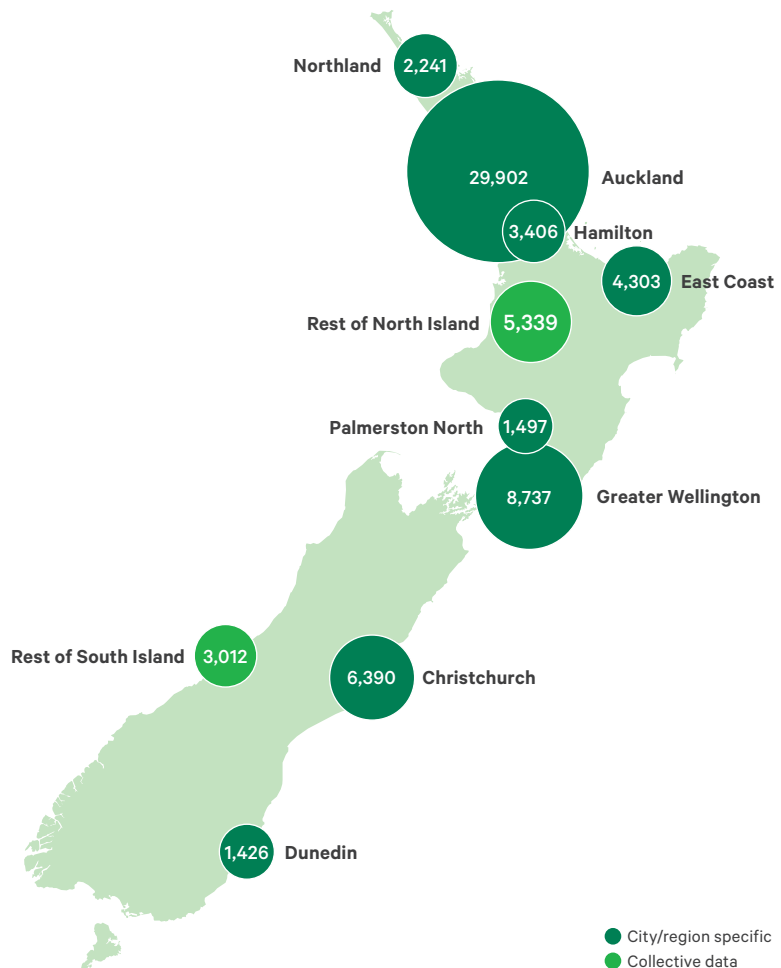 Northland
2,241
29,902
Auckland
3,406
Hamilton
4,303
East Coast
Rest of North Island
5,339
Palmerston North
1,497
8,737
Greater Wellington
Rest of South Island
3,012
6,390
Christchurch
1,426
Dunedin
City/region specific
Collective data